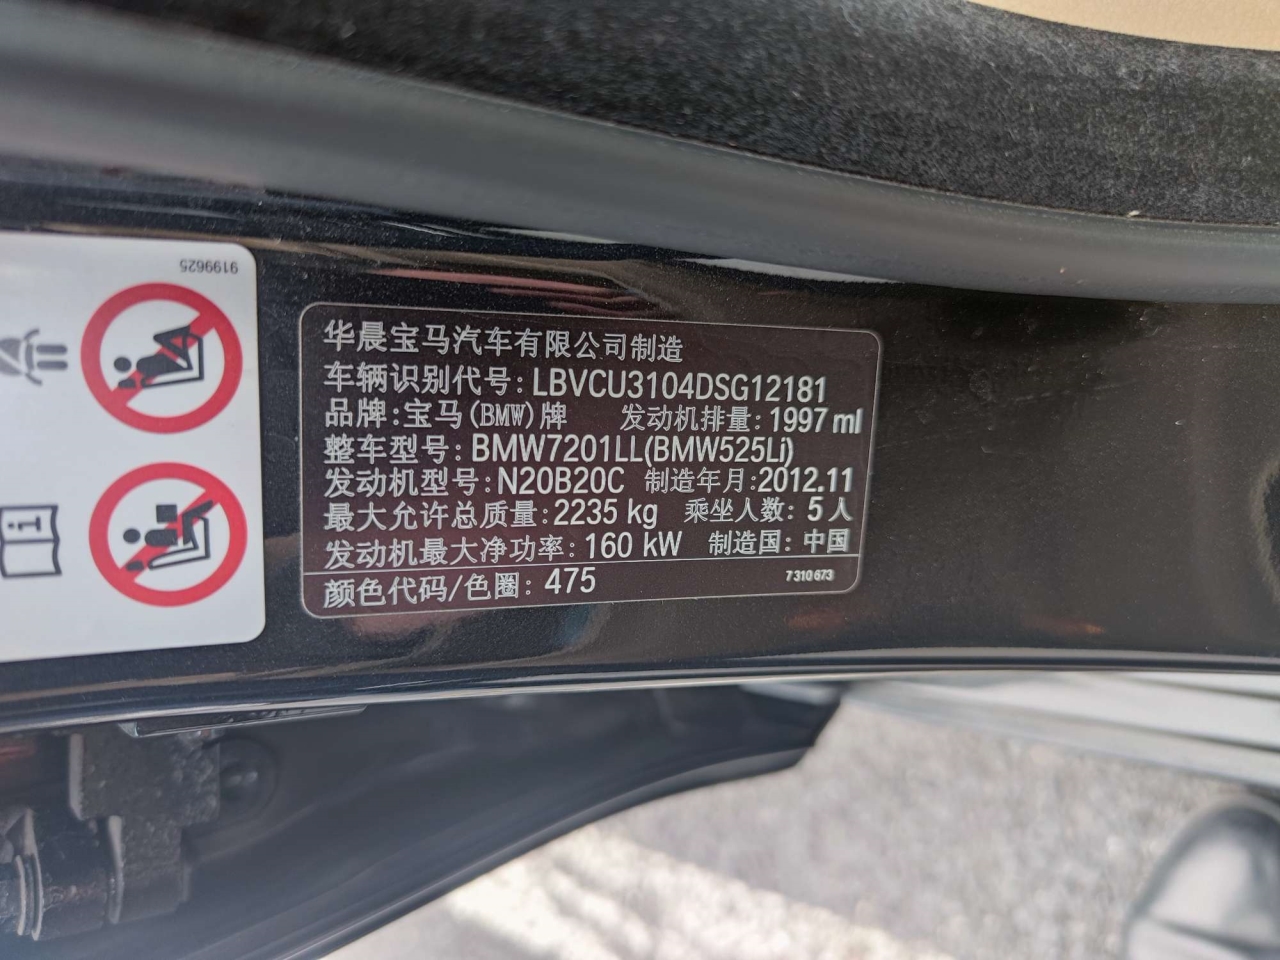 9199625
华晨宝马汽车有限公司制造
车辆识别代号：LBVCU3104DSG12181
品牌：宝马(BMW)牌 发动机排量：1997 ml
整车型号：BMW7201LL(BMW525Li)
发动机型号：N20B20C 制造年月：2012.11
最大允许总质量：2235 kg 乘坐人数：5人
发动机最大净功率：160 kW 制造国：中国
颜色代码/色圈：475 7310673